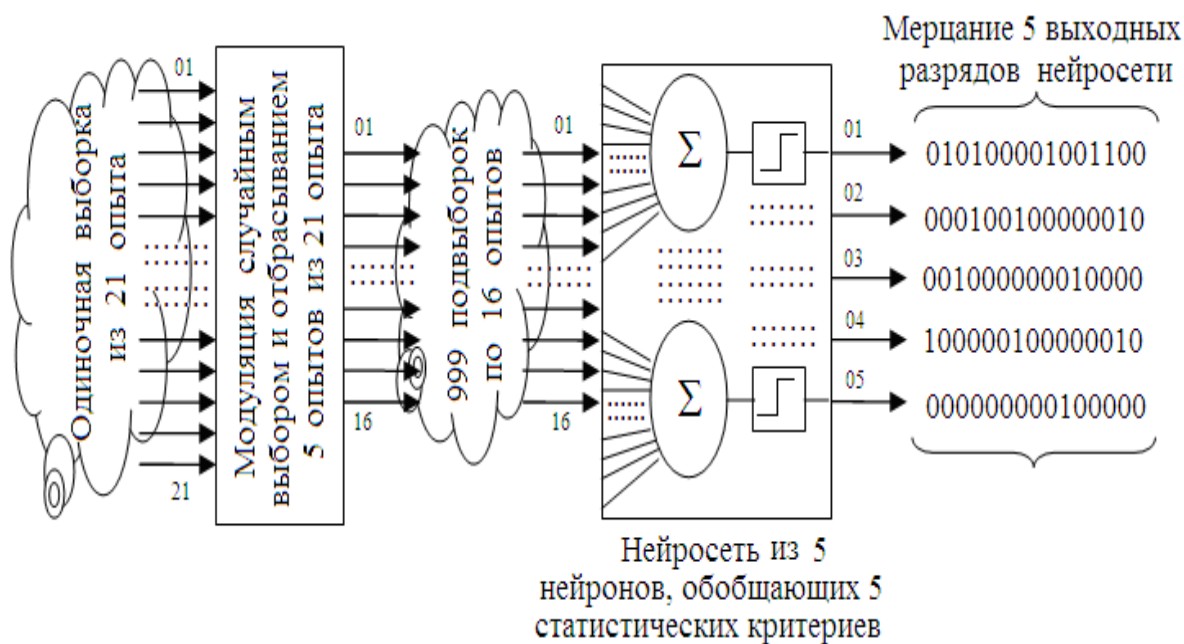 01
Одиночная выборка
из 21 опыта
21
Модуляция случайным
выбором и отбрасыванием
5 опытов из 21 опыта
01
16
999 подвыборок
по 16 опытов
01
16
Σ
Σ
01
02
03
04
05
Нейросеть из 5
нейронов, обобщающих 5
статистических критериев
Мерцание 5 выходных
разрядов нейросети
010100001001100
000100100000010
001000000010000
100000100000010
000000000100000